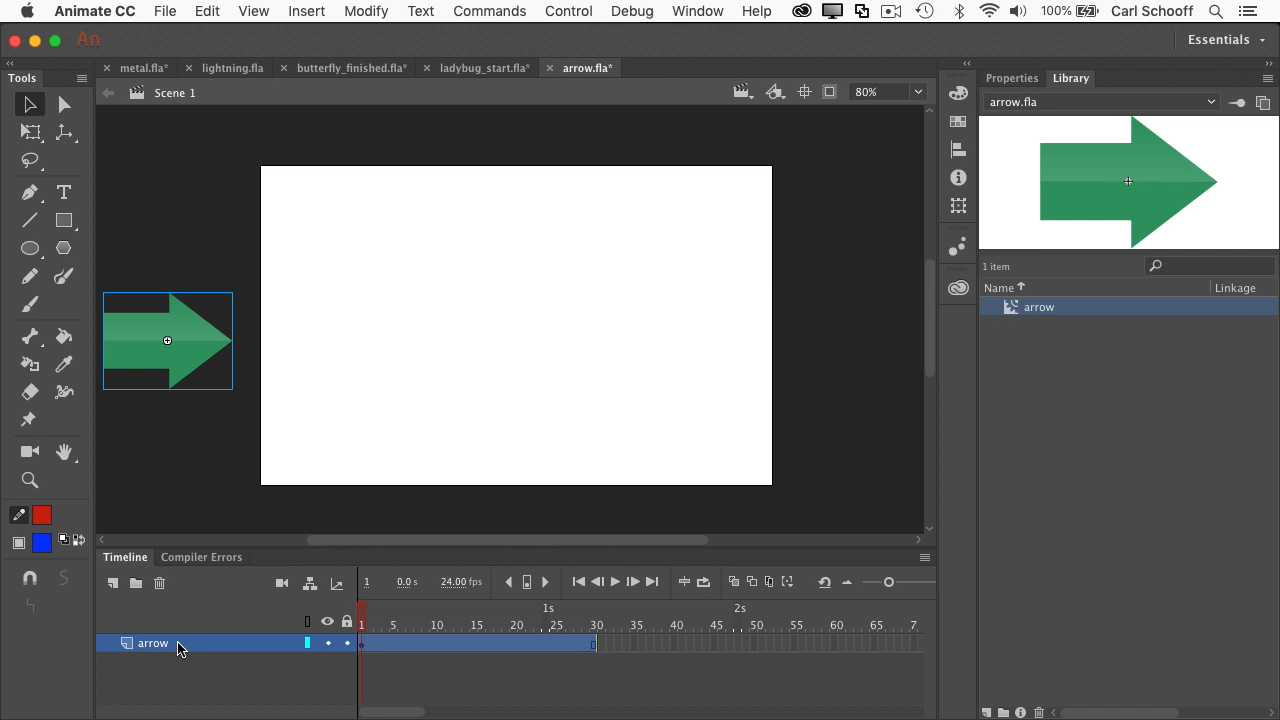 Animate CC File Edit View Insert Modify Text Commands Control Debug Window Help 100% Carl Schooff
An Essentials
Tools metal.fla* lightning.fla butterfly_finished.fla* ladybug_start.fla* arrow.fla* Properties Library
Scene 1 80% arrow.fla
1 item
Name Linkage
arrow
Timeline Compiler Errors
1 0.0 s 24.00 fps
1s 2s
1 5 10 15 20 25 30 35 40 45 50 55 60 65 7
arrow